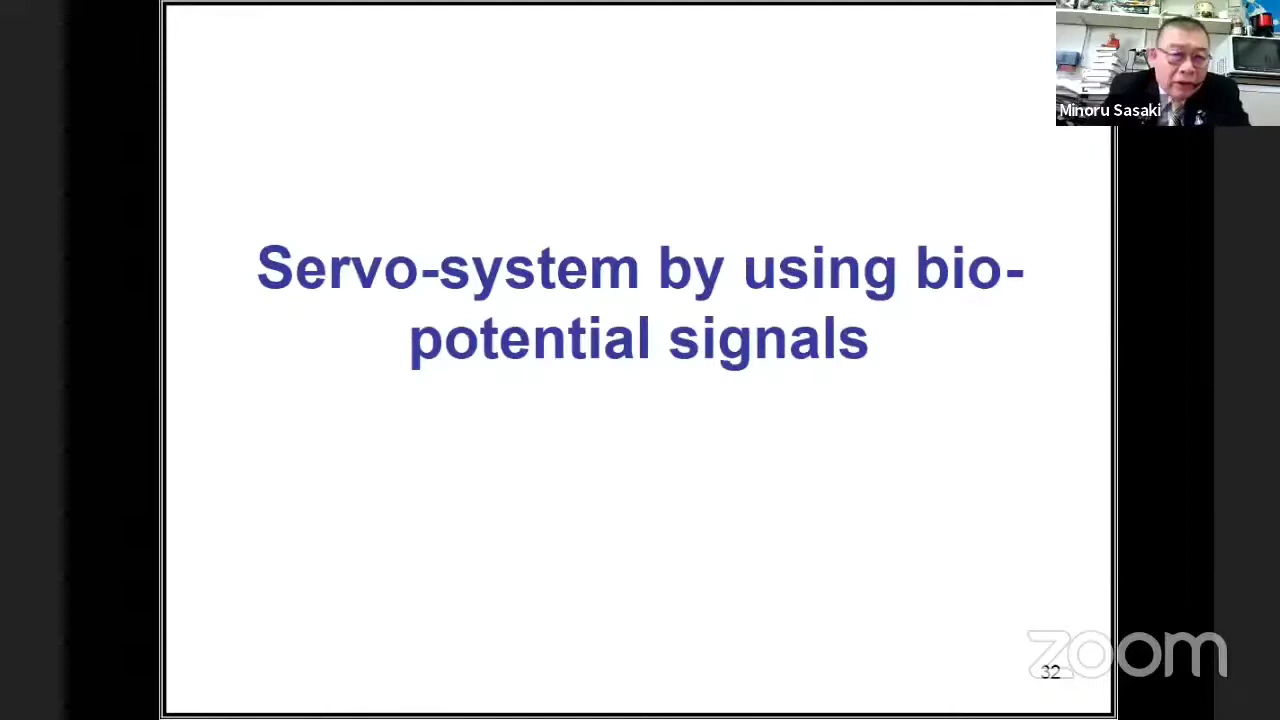 Minoru Sasaki
Servo-system by using bio-
potential signals
zoom
32